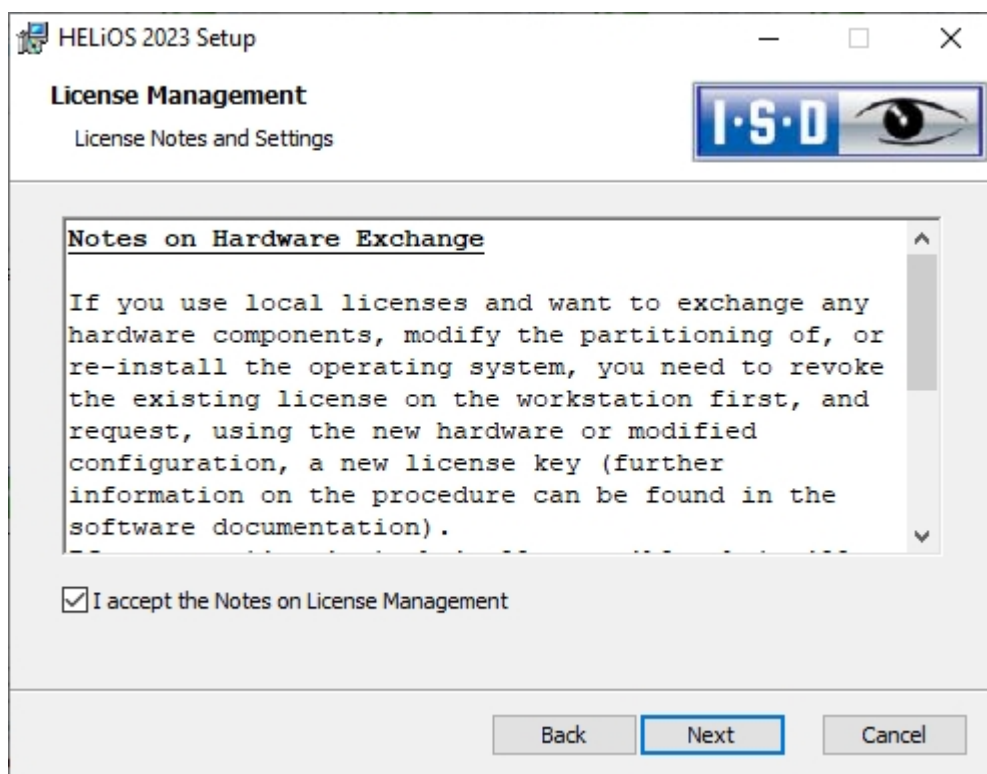 HELiOS 2023 Setup
License Management
License Notes and Settings
I·S·D
Notes on Hardware Exchange
If you use local licenses and want to exchange any
hardware components, modify the partitioning of, or
re-install the operating system, you need to revoke
the existing license on the workstation first, and
request, using the new hardware or modified
configuration, a new license key (further
information on the procedure can be found in the
software documentation).
I accept the Notes on License Management
Back
Next
Cancel